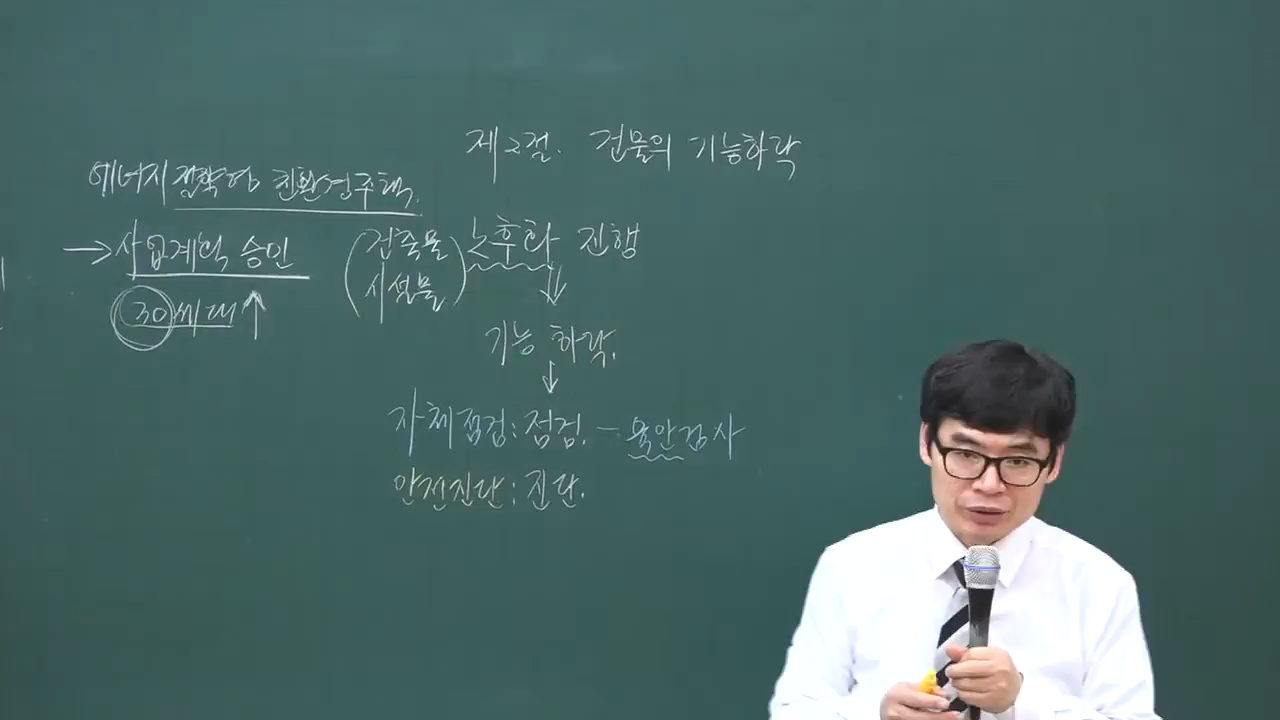 제2절. 건물의 기능하락
에너지 절약형 친환경주택.
→ 사업계획 승인
30세대 ↑
(건축물 시설물) 노후화 진행
⇓
기능 하락.
↓
자체점검 : 점검. - 육안검사
안전진단 : 진단.